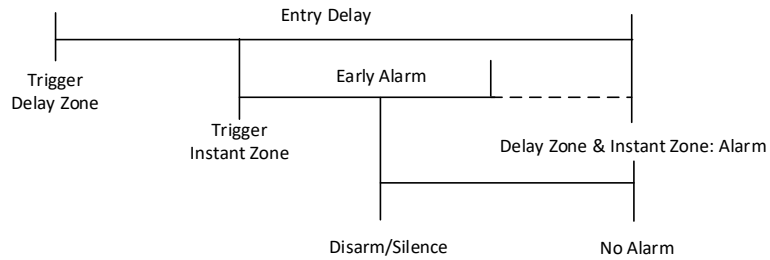 Entry Delay
Trigger
Delay Zone
Early Alarm
Trigger
Instant Zone
Delay Zone & Instant Zone: Alarm
Disarm/Silence
No Alarm